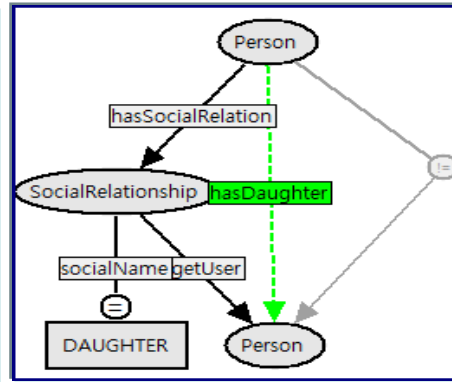 Person
hasSocialRelation
!=
SocialRelationship
hasDaughter
socialName
getUser
=
DAUGHTER
Person